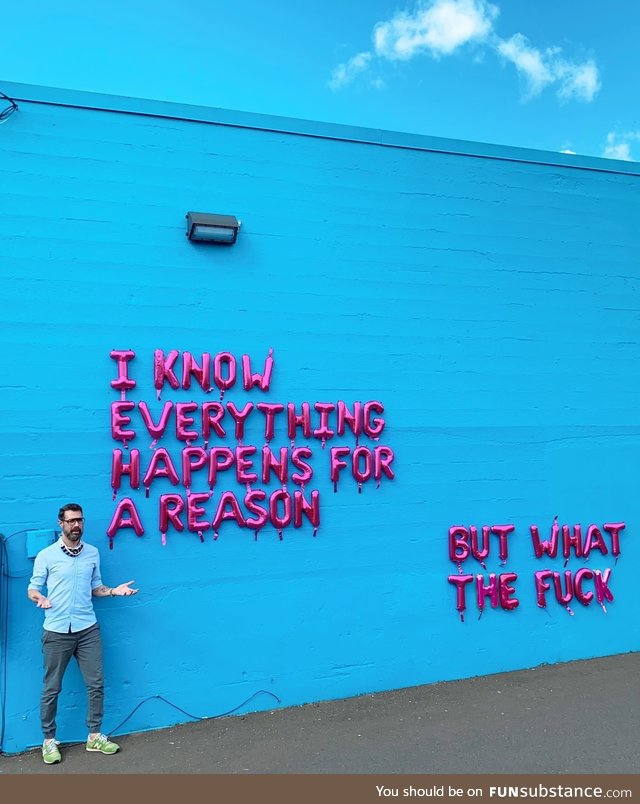 I KNOW
EVERYTHING
HAPPENS FOR
A REASON
BUT WHAT
THE FUCK
You should be on FUNsubstance.com